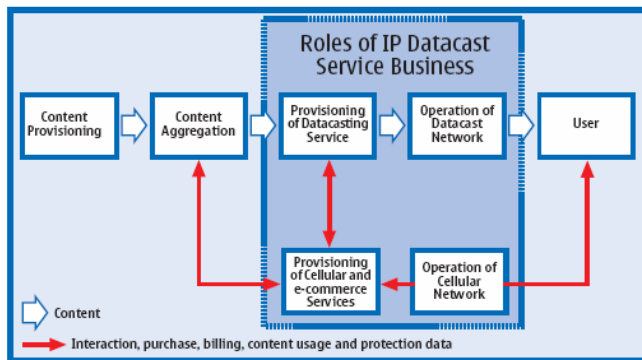 Roles of IP Datacast
Service Business
Content
Provisioning
Content
Aggregation
Provisioning
of Datacasting
Service
Operation of
Datacast
Network
User
Provisioning
of Cellular and
e-commerce
Services
Operation of
Cellular
Network
Content
Interaction, purchase, billing, content usage and protection data